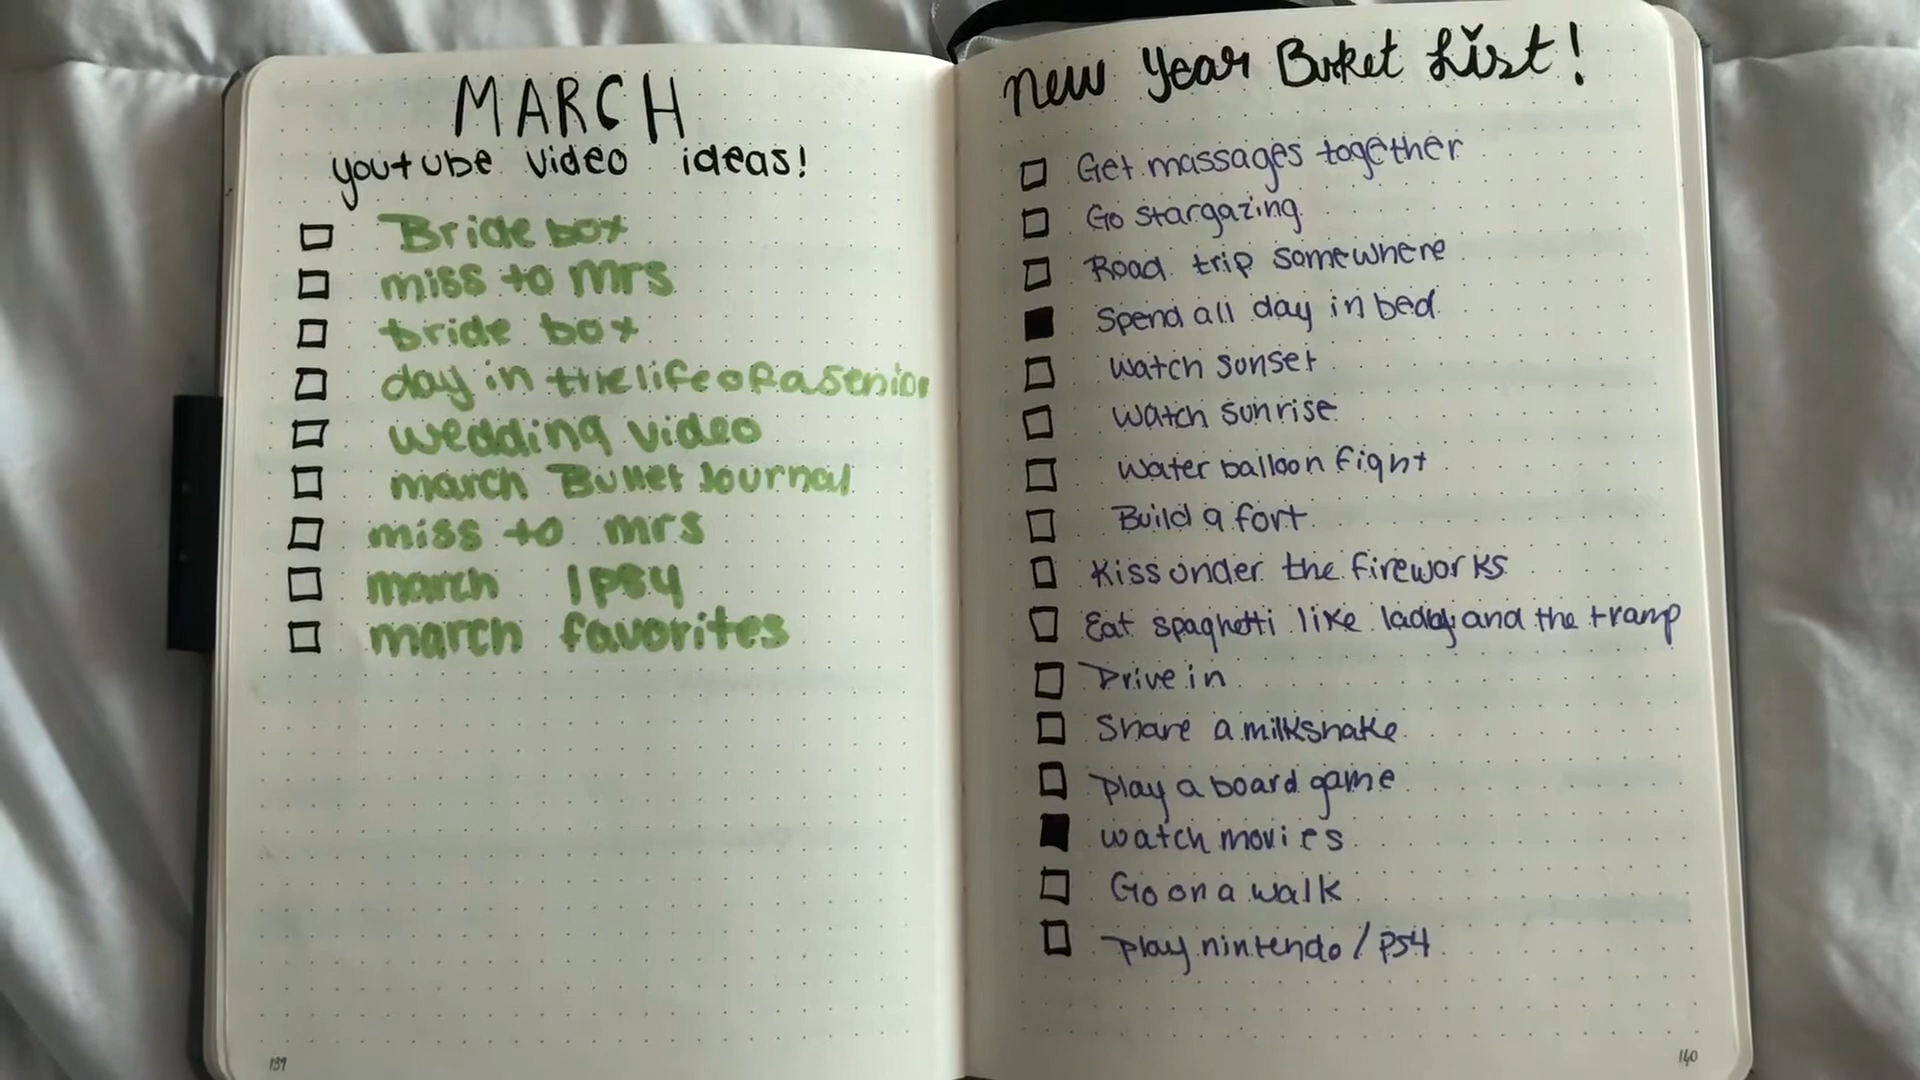 MARCH
youtube video ideas!
Bride box
miss to mrs
bride box
day in the life of a senior
wedding video
march Bullet Journal
miss to mrs
march Ipsy
march favorites
139
New Year Buket List!
Get massages together
Go stargazing
Road trip somewhere
Spend all day in bed
watch sunset
watch sunrise
water balloon fight
Build a fort
Kiss under the fireworks
Eat spaghetti like lady and the tramp
Drive in
Share a milkshake
play a board game
watch movies
Go on a walk
play nintendo / ps4
140